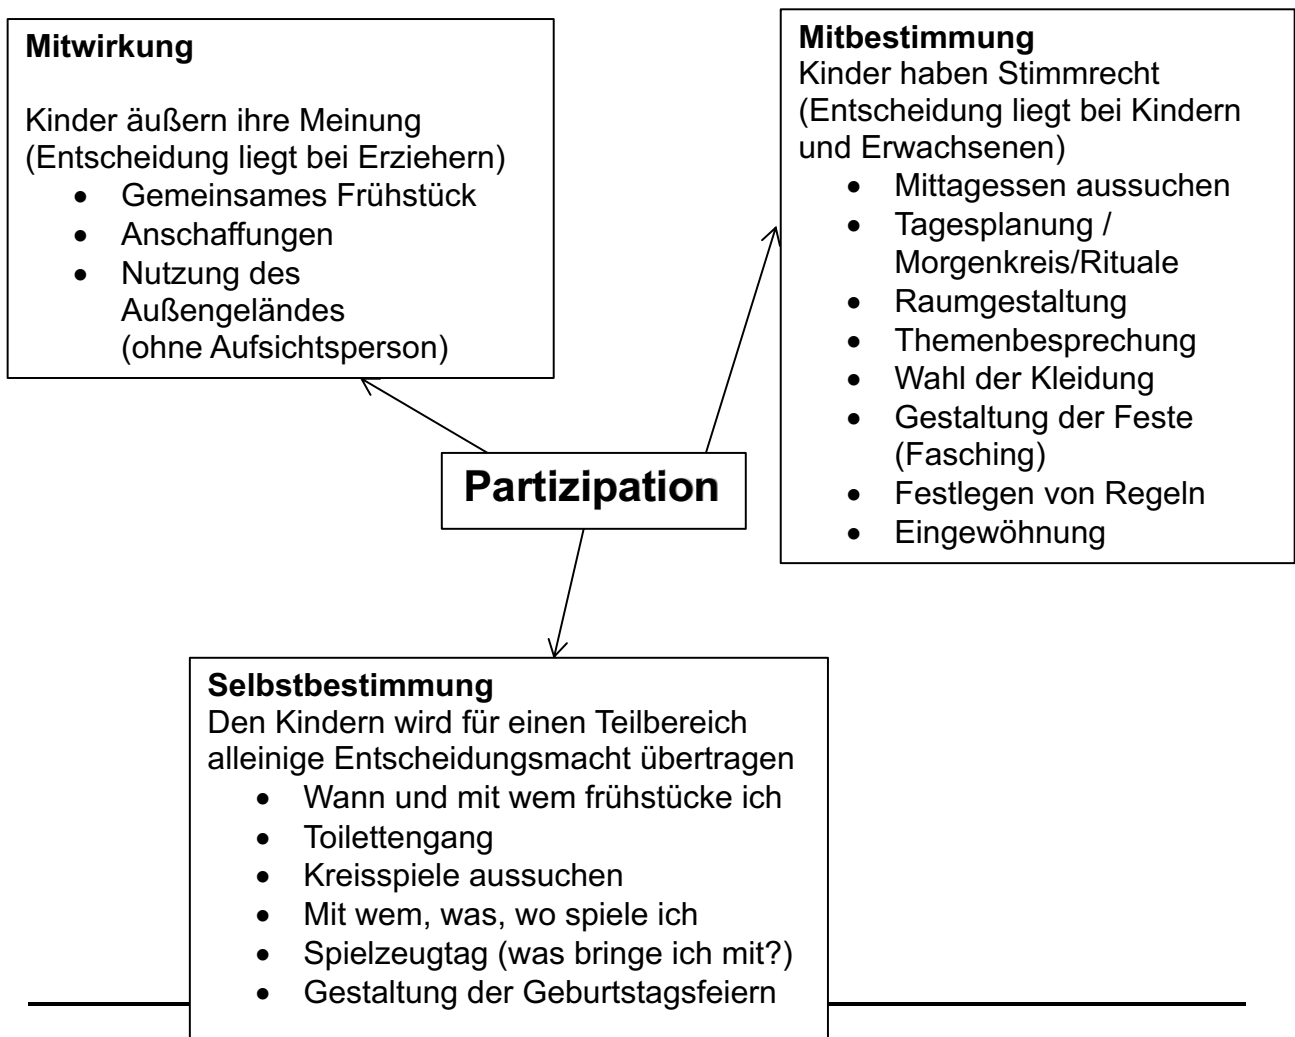 Mitwirkung
Kinder äußern ihre Meinung
(Entscheidung liegt bei Erziehern)
• Gemeinsames Frühstück
• Anschaffungen
• Nutzung des
Außengeländes
(ohne Aufsichtsperson)
Mitbestimmung
Kinder haben Stimmrecht
(Entscheidung liegt bei Kindern
und Erwachsenen)
• Mittagessen aussuchen
• Tagesplanung /
Morgenkreis/Rituale
• Raumgestaltung
• Themenbesprechung
• Wahl der Kleidung
• Gestaltung der Feste
(Fasching)
• Festlegen von Regeln
• Eingewöhnung
Partizipation
Selbstbestimmung
Den Kindern wird für einen Teilbereich
alleinige Entscheidungsmacht übertragen
• Wann und mit wem frühstücke ich
• Toilettengang
• Kreisspiele aussuchen
• Mit wem, was, wo spiele ich
• Spielzeugtag (was bringe ich mit?)
• Gestaltung der Geburtstagsfeiern